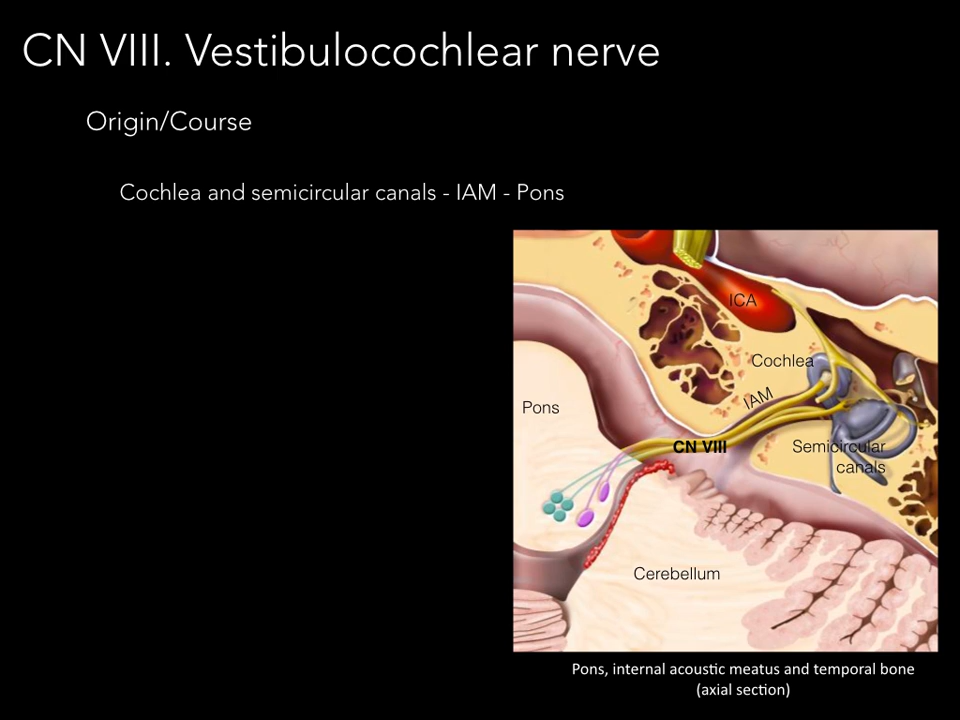 CN VIII. Vestibulocochlear nerve
Origin/Course
Cochlea and semicircular canals - IAM - Pons
ICA
Cochlea
IAM
Pons
CN VIII
Semicircular
canals
Cerebellum
Pons, internal acoustic meatus and temporal bone
(axial section)